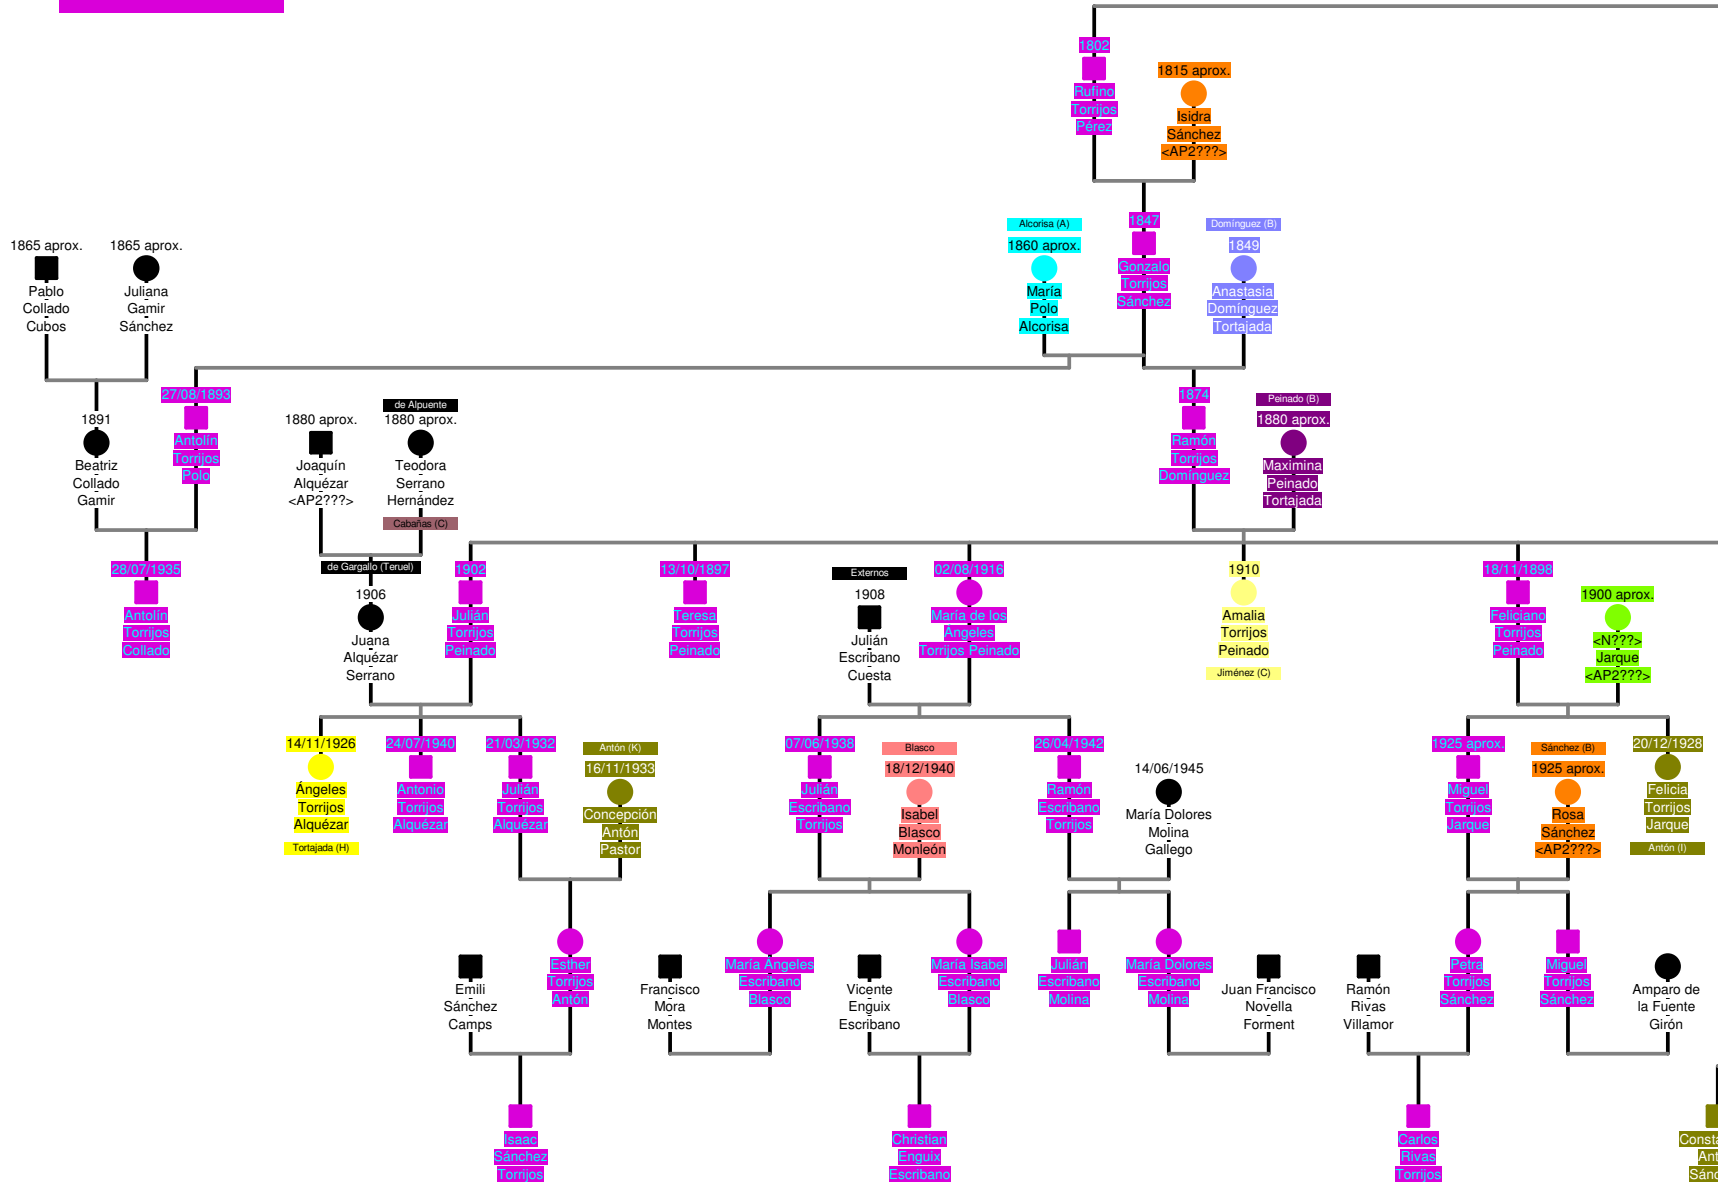 1802
Rufino
Torrijos
Pérez
1815 aprox.
Isidra
Sánchez
<AP2???>
Alcorisa (A)
1860 aprox.
María
Polo
Alcorisa
1847
Gonzalo
Torrijos
Sánchez
Domínguez (B)
1849
Anastasia
Domínguez
Tortajada
1865 aprox.
Pablo
Collado
Cubos
1865 aprox.
Juliana
Gamir
Sánchez
1891
Beatriz
Collado
Gamir
27/08/1893
Antolín
Torrijos
Polo
1880 aprox.
Joaquín
Alquézar
<AP2???>
de Alpuente
1880 aprox.
Teodora
Serrano
Hernández
Cabañas (C)
1874
Ramón
Torrijos
Domínguez
Peinado (B)
1880 aprox.
Maximina
Peinado
Tortajada
28/07/1935
Antolín
Torrijos
Collado
de Gargallo (Teruel)
1906
Juana
Alquézar
Serrano
1902
Julián
Torrijos
Peinado
13/10/1897
Teresa
Torrijos
Peinado
Externos
1908
Julián
Escribano
Cuesta
02/08/1916
María de los
Ángeles
Torrijos Peinado
1910
Amalia
Torrijos
Peinado
Jiménez (C)
18/11/1898
Feliciano
Torrijos
Peinado
1900 aprox.
<N???>
Jarque
<AP2???>
14/11/1926
Ángeles
Torrijos
Alquézar
Tortajada (H)
24/07/1940
Antonio
Torrijos
Alquézar
21/03/1932
Julián
Torrijos
Alquézar
Antón (K)
16/11/1933
Concepción
Antón
Pastor
07/06/1938
Julián
Escribano
Torrijos
Blasco
18/12/1940
Isabel
Blasco
Monleón
26/04/1942
Ramón
Escribano
Torrijos
14/06/1945
María Dolores
Molina
Gallego
1925 aprox.
Miguel
Torrijos
Jarque
Sánchez (B)
1925 aprox.
Rosa
Sánchez
<AP2???>
20/12/1928
Felicia
Torrijos
Jarque
Antón (I)
Emili
Sánchez
Camps
Esther
Torrijos
Antón
Francisco
Mora
Montes
María Ángeles
Escribano
Blasco
Vicente
Enguix
Escribano
María Isabel
Escribano
Blasco
Julián
Escribano
Molina
María Dolores
Escribano
Molina
Juan Francisco
Novella
Forment
Ramón
Rivas
Villamor
Petra
Torrijos
Sánchez
Miguel
Torrijos
Sánchez
Amparo de
la Fuente
Girón
Isaac
Sánchez
Torrijos
Christian
Enguix
Escribano
Carlos
Rivas
Torrijos